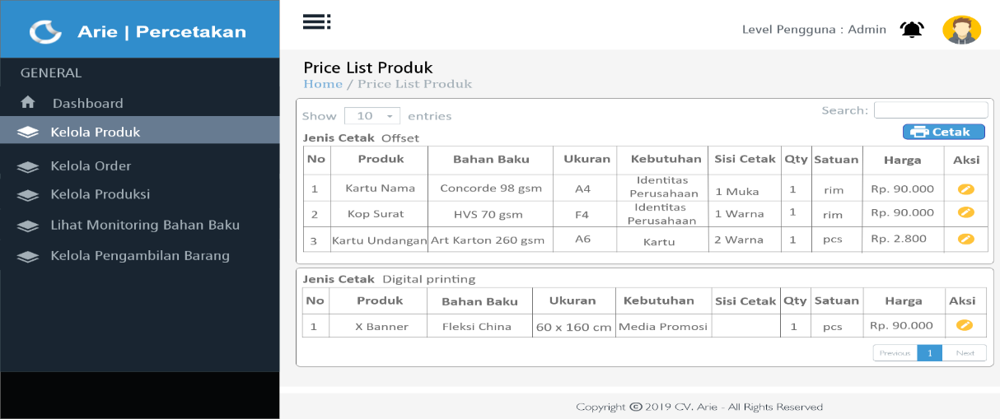 Arie | Percetakan
Level Pengguna : Admin
GENERAL
Dashboard
Kelola Produk
Kelola Order
Kelola Produksi
Lihat Monitoring Bahan Baku
Kelola Pengambilan Barang
Price List Produk
Home / Price List Produk
Show 10 entries
Search:
Cetak
Jenis Cetak Offset
No Produk Bahan Baku Ukuran Kebutuhan Sisi Cetak Qty Satuan Harga Aksi
1 Kartu Nama Concorde 98 gsm A4 Identitas Perusahaan 1 Muka 1 rim Rp. 90.000
2 Kop Surat HVS 70 gsm F4 Identitas Perusahaan 1 Warna 1 rim Rp. 90.000
3 Kartu Undangan Art Karton 260 gsm A6 Kartu 2 Warna 1 pcs Rp. 2.800
Jenis Cetak Digital printing
No Produk Bahan Baku Ukuran Kebutuhan Sisi Cetak Qty Satuan Harga Aksi
1 X Banner Fleksi China 60 x 160 cm Media Promosi 1 pcs Rp. 90.000
Previous 1 Next
Copyright © 2019 CV. Arie - All Rights Reserved